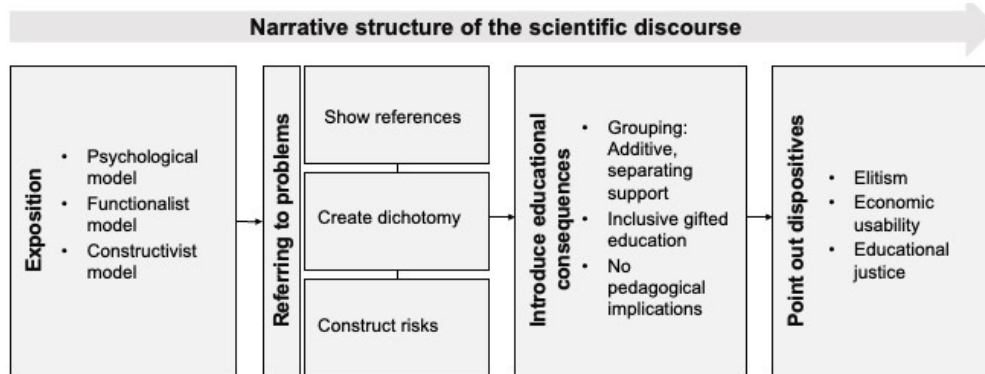 Narrative structure of the scientific discourse
Exposition
• Psychological
model
• Functionalist
model
• Constructivist
model
Referring to problems
Show references
Create dichotomy
Construct risks
Introduce educational
consequences
• Grouping:
Additive,
separating
support
• Inclusive gifted
education
• No
pedagogical
implications
Point out dispositives
• Elitism
• Economic
usability
• Educational
justice